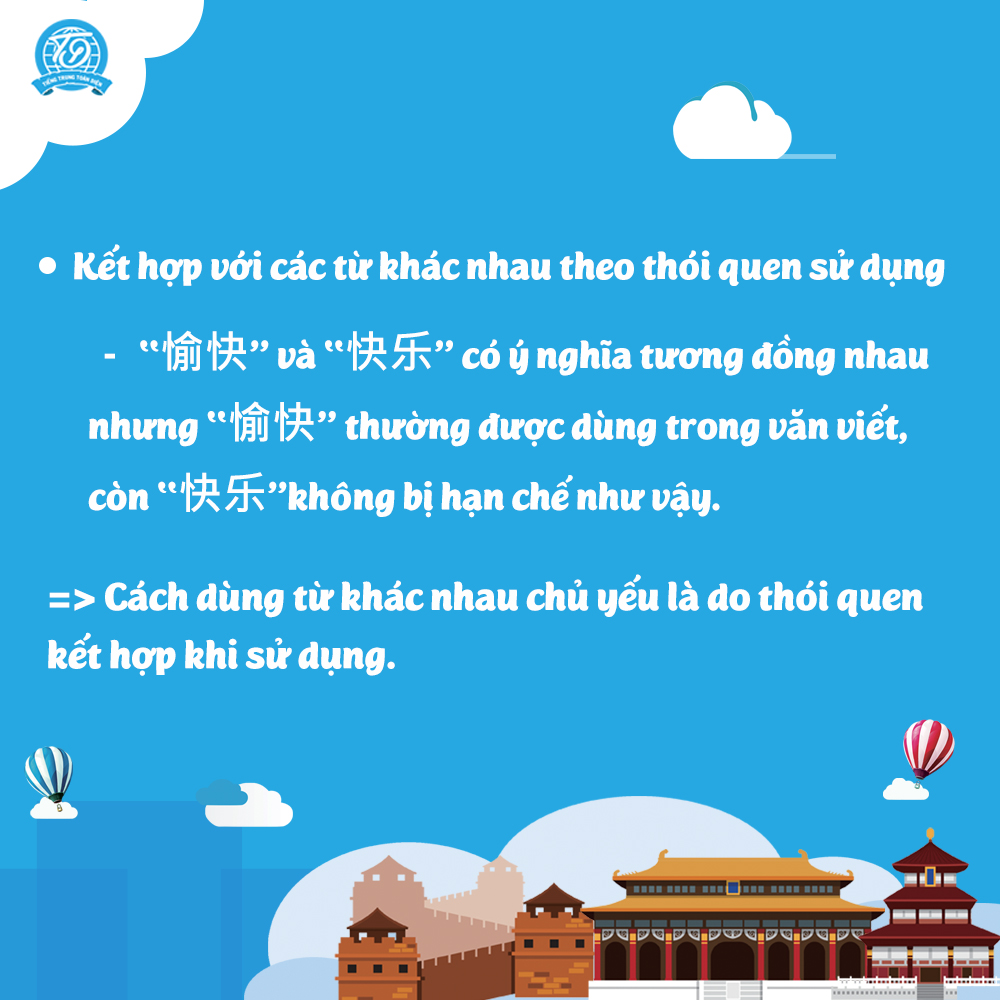 TIẾNG TRUNG TOÀN DIỆN
• Kết hợp với các từ khác nhau theo thói quen sử dụng
- “愉快” và “快乐” có ý nghĩa tương đồng nhau
nhưng “愉快” thường được dùng trong văn viết,
còn “快乐”không bị hạn chế như vậy.
=> Cách dùng từ khác nhau chủ yếu là do thói quen
kết hợp khi sử dụng.